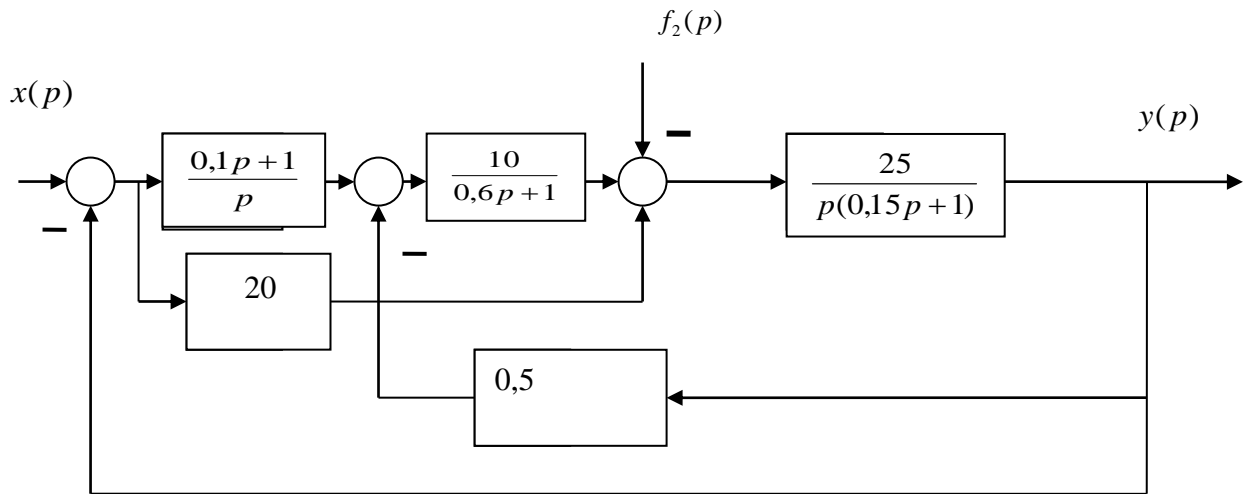 f₂(p)
x(p)
y(p)
−
0,1p + 1
p
10
0,6p + 1
25
p(0,15p + 1)
−
−
20
0,5